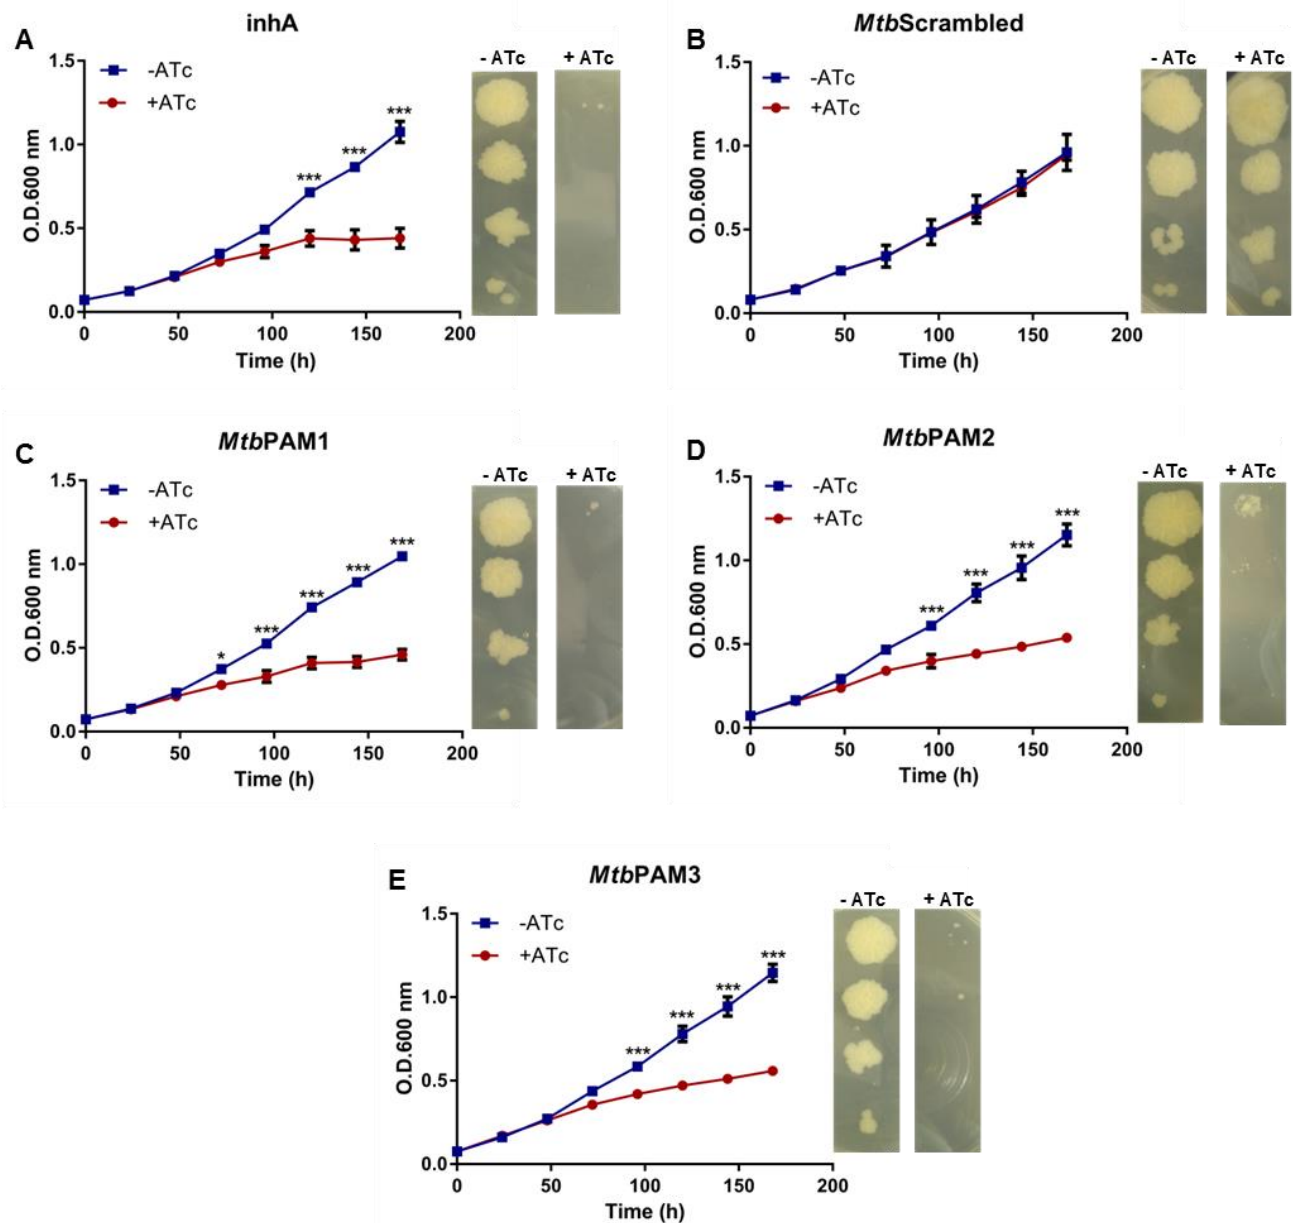 A
inhA
-ATc
+ATc
***
***
***
1.5
1.0
0.5
0.0
O.D.600 nm
0 50 100 150 200
Time (h)
- ATc + ATc
B
MtbScrambled
-ATc
+ATc
1.5
1.0
0.5
0.0
O.D.600 nm
0 50 100 150 200
Time (h)
- ATc + ATc
C
MtbPAM1
-ATc
+ATc
*
***
***
***
***
1.5
1.0
0.5
0.0
O.D.600 nm
0 50 100 150 200
Time (h)
- ATc + ATc
D
MtbPAM2
-ATc
+ATc
***
***
***
***
1.5
1.0
0.5
0.0
O.D.600 nm
0 50 100 150 200
Time (h)
- ATc + ATc
E
MtbPAM3
-ATc
+ATc
***
***
***
***
1.5
1.0
0.5
0.0
O.D.600 nm
0 50 100 150 200
Time (h)
- ATc + ATc